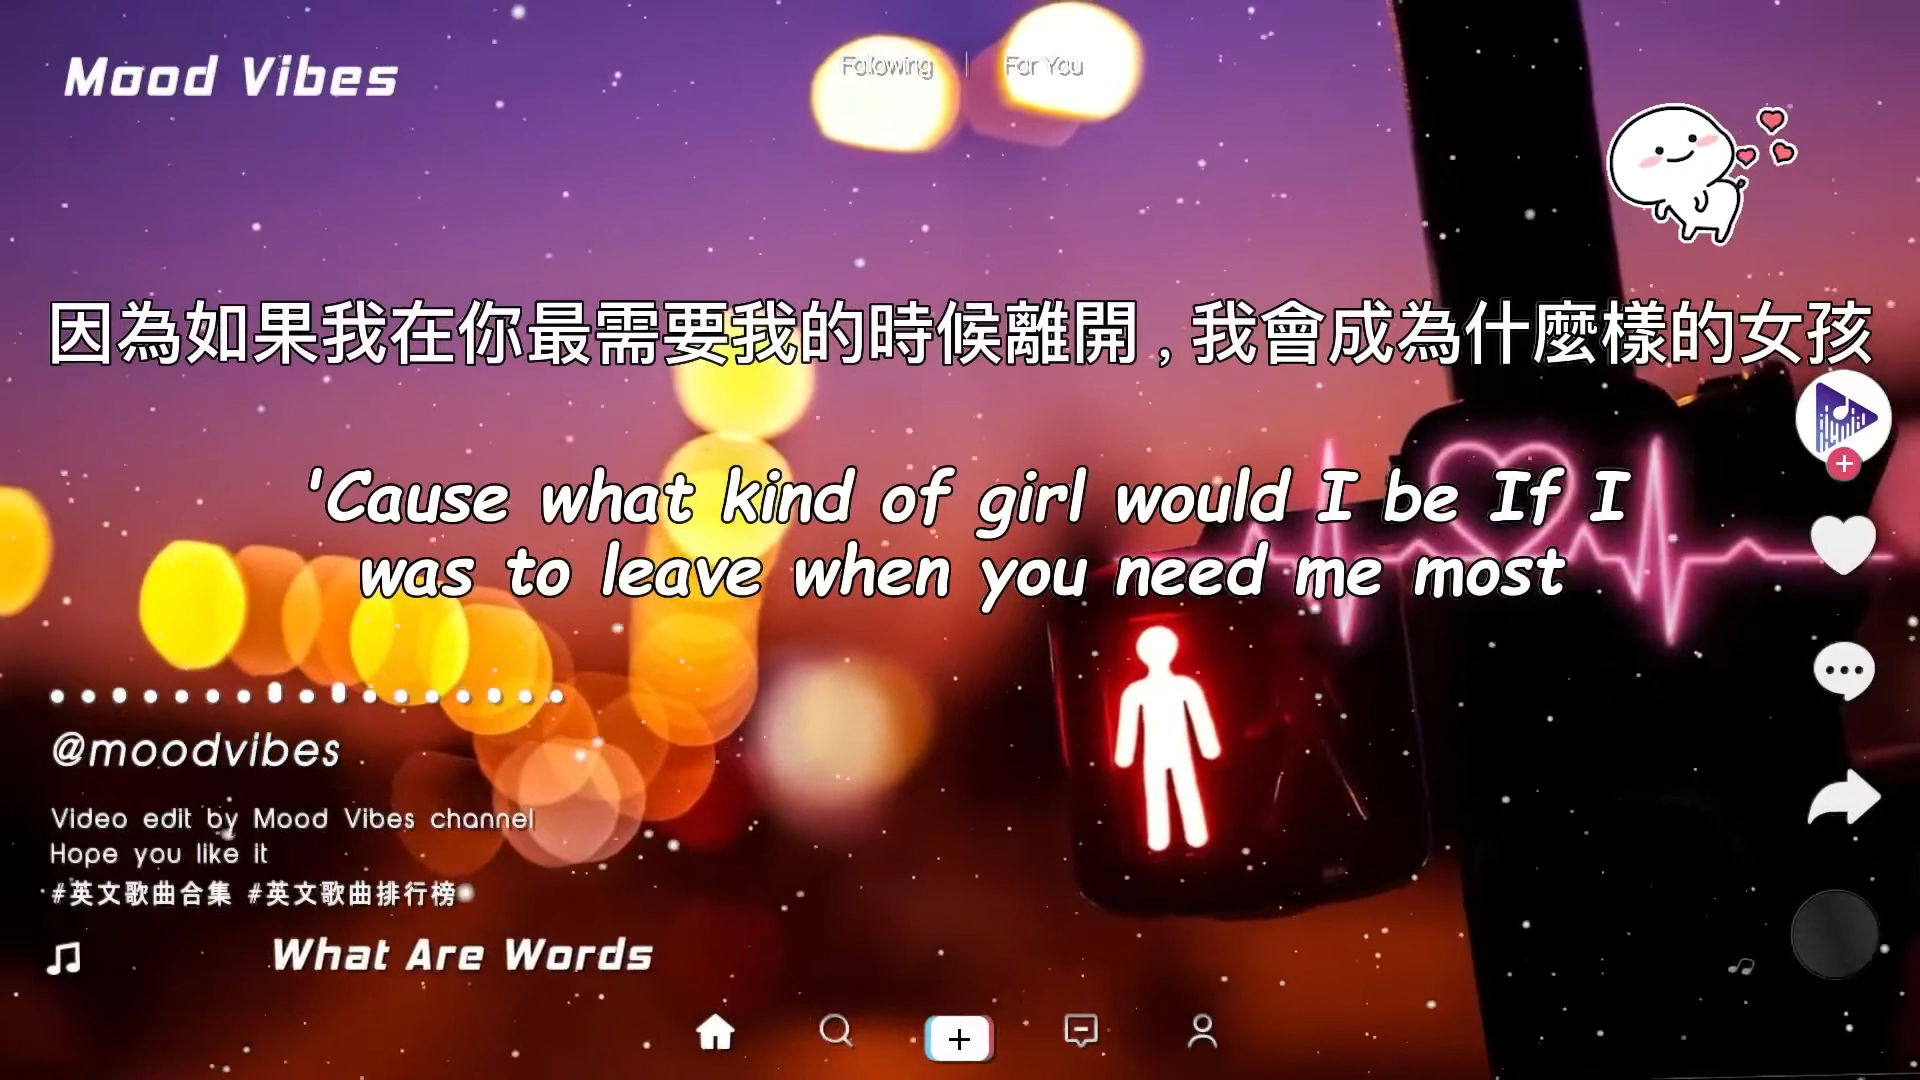 Mood Vibes
Following | For You
因為如果我在你最需要我的時候離開，我會成為什麼樣的女孩
'Cause what kind of girl would I be If I
was to leave when you need me most
@moodvibes
Video edit by Mood Vibes channel
Hope you like it
#英文歌曲合集 #英文歌曲排行榜
What Are Words